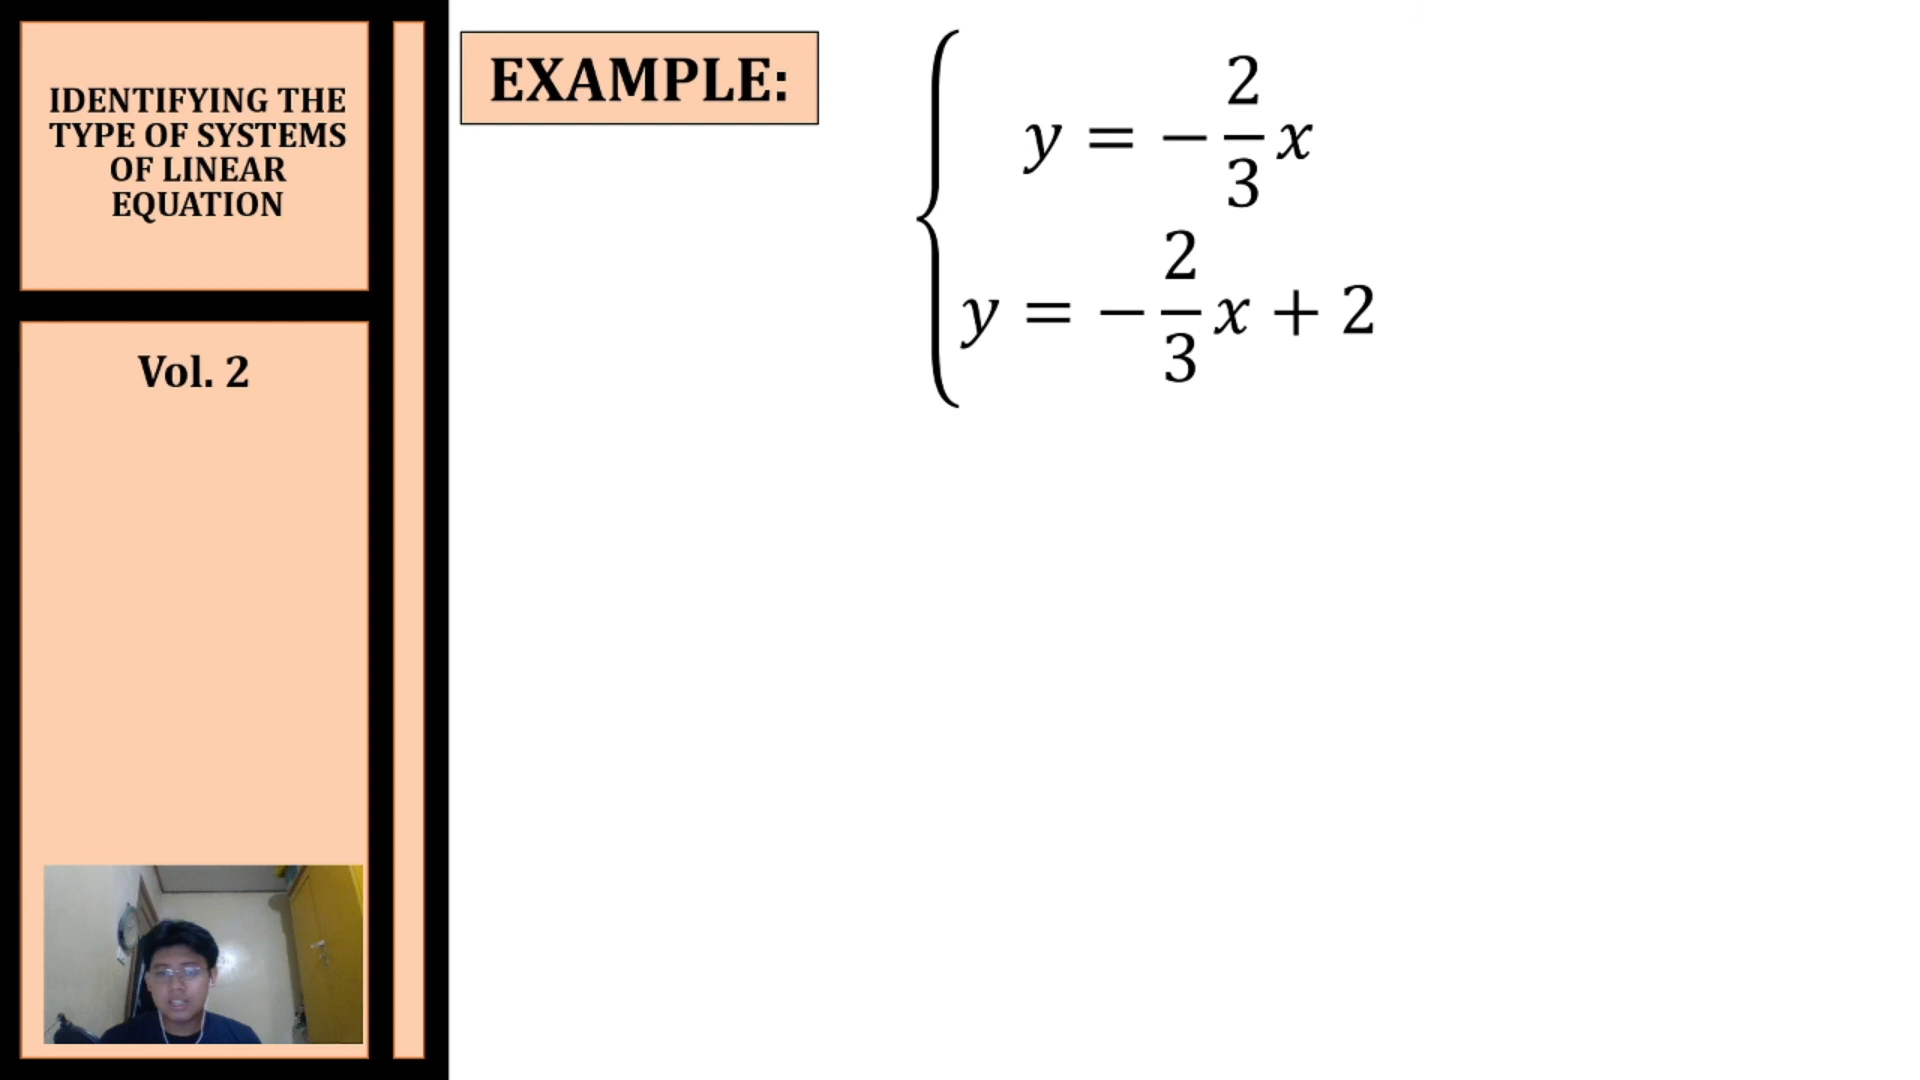 IDENTIFYING THE
TYPE OF SYSTEMS
OF LINEAR
EQUATION
Vol. 2
EXAMPLE:
y = −2/3x
y = −2/3x + 2